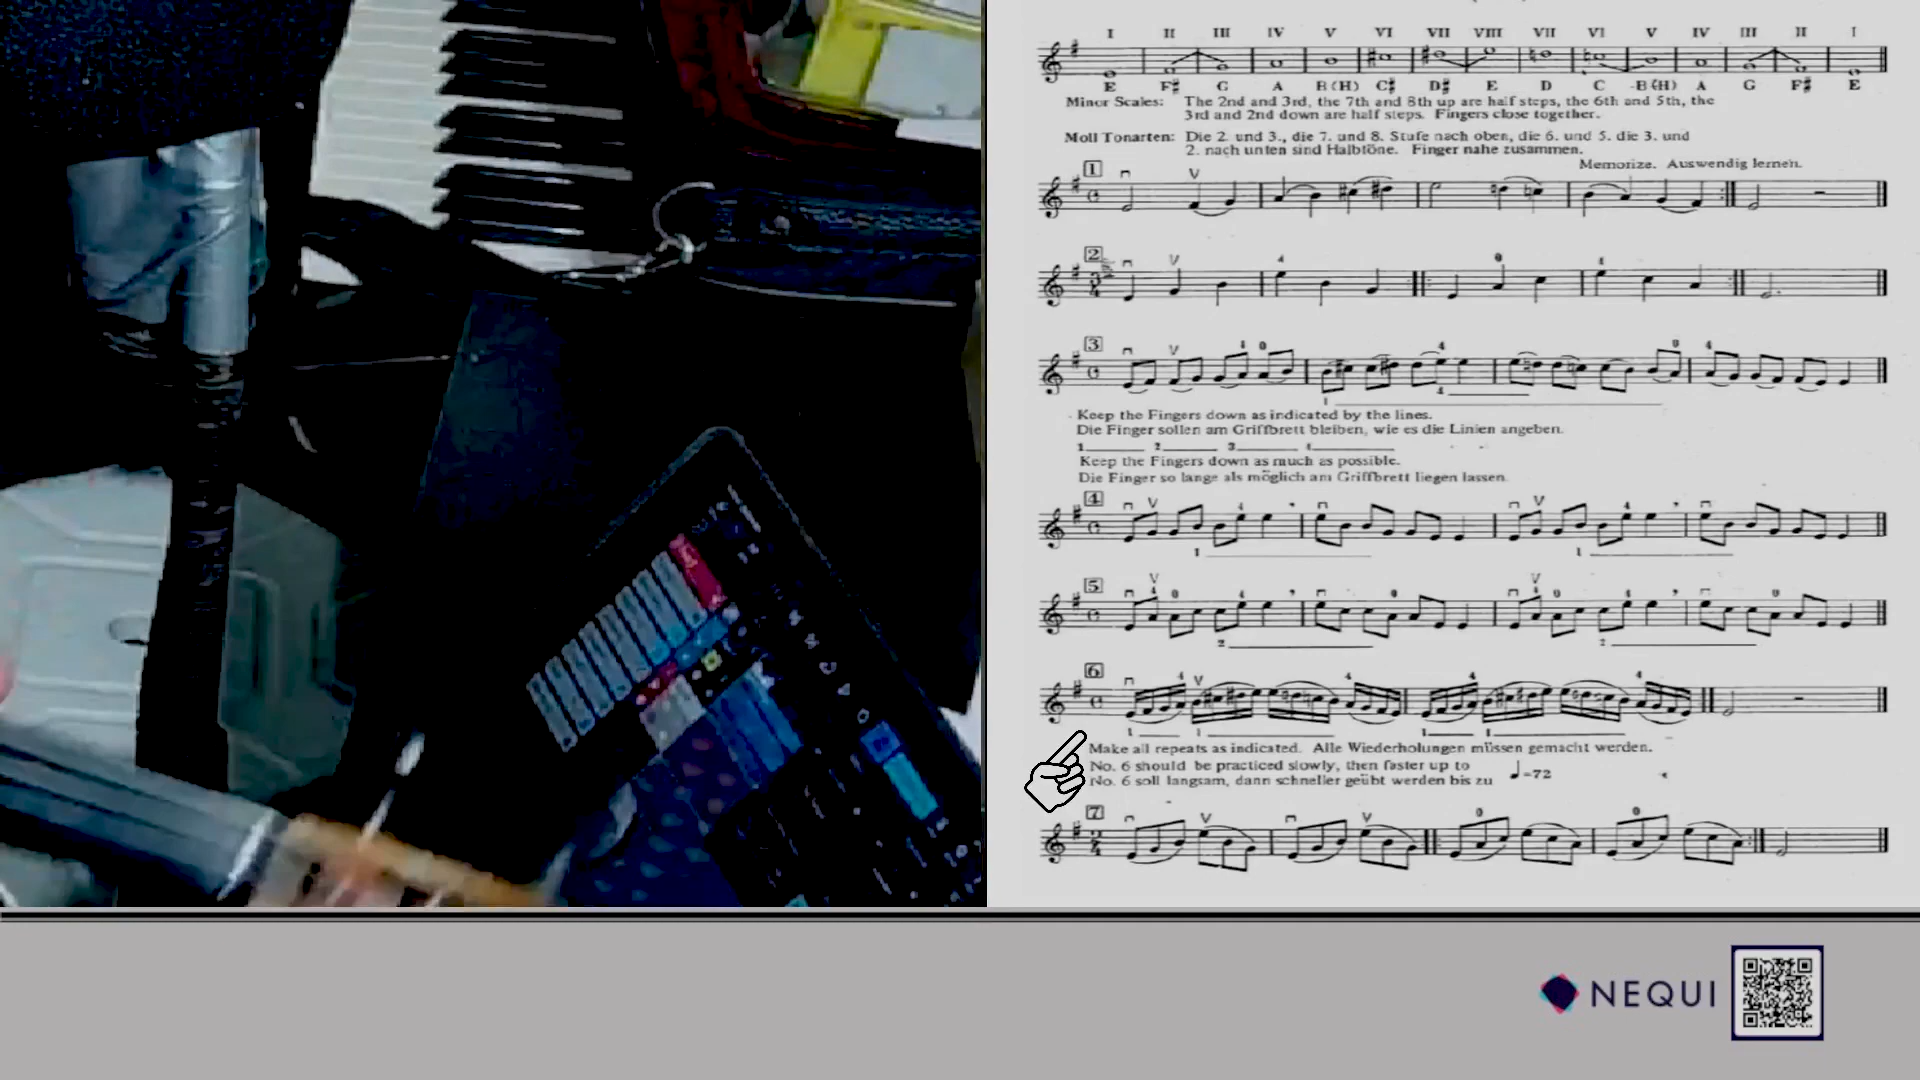 I II III IV V VI VII VIII VII VI V IV III II I
E F♯ G A B(H) C♯ D♯ E D C B(H) A G F♯ E
Minor Scales: The 2nd and 3rd, the 7th and 8th up are half steps, the 6th and 5th, the
3rd and 2nd down are half steps. Fingers close together.
Moll Tonarten: Die 2. und 3., die 7. und 8. Stufe nach oben, die 6. und 5. die 3. und
2. nach unten sind Halbtöne. Finger nahe zusammen.
Memorize. Auswendig lernen.
1
2
3
Keep the Fingers down as indicated by the lines.
Die Finger sollen am Griffbrett bleiben, wie es die Linien angeben.
1 2 3 4
Keep the Fingers down as much as possible.
Die Finger so lange als möglich am Griffbrett liegen lassen.
4
5
6
Make all repeats as indicated. Alle Wiederholungen müssen gemacht werden.
No. 6 should be practiced slowly, then faster up to
No. 6 soll langsam, dann schneller geübt werden bis zu ♩=72
7
NEQUI